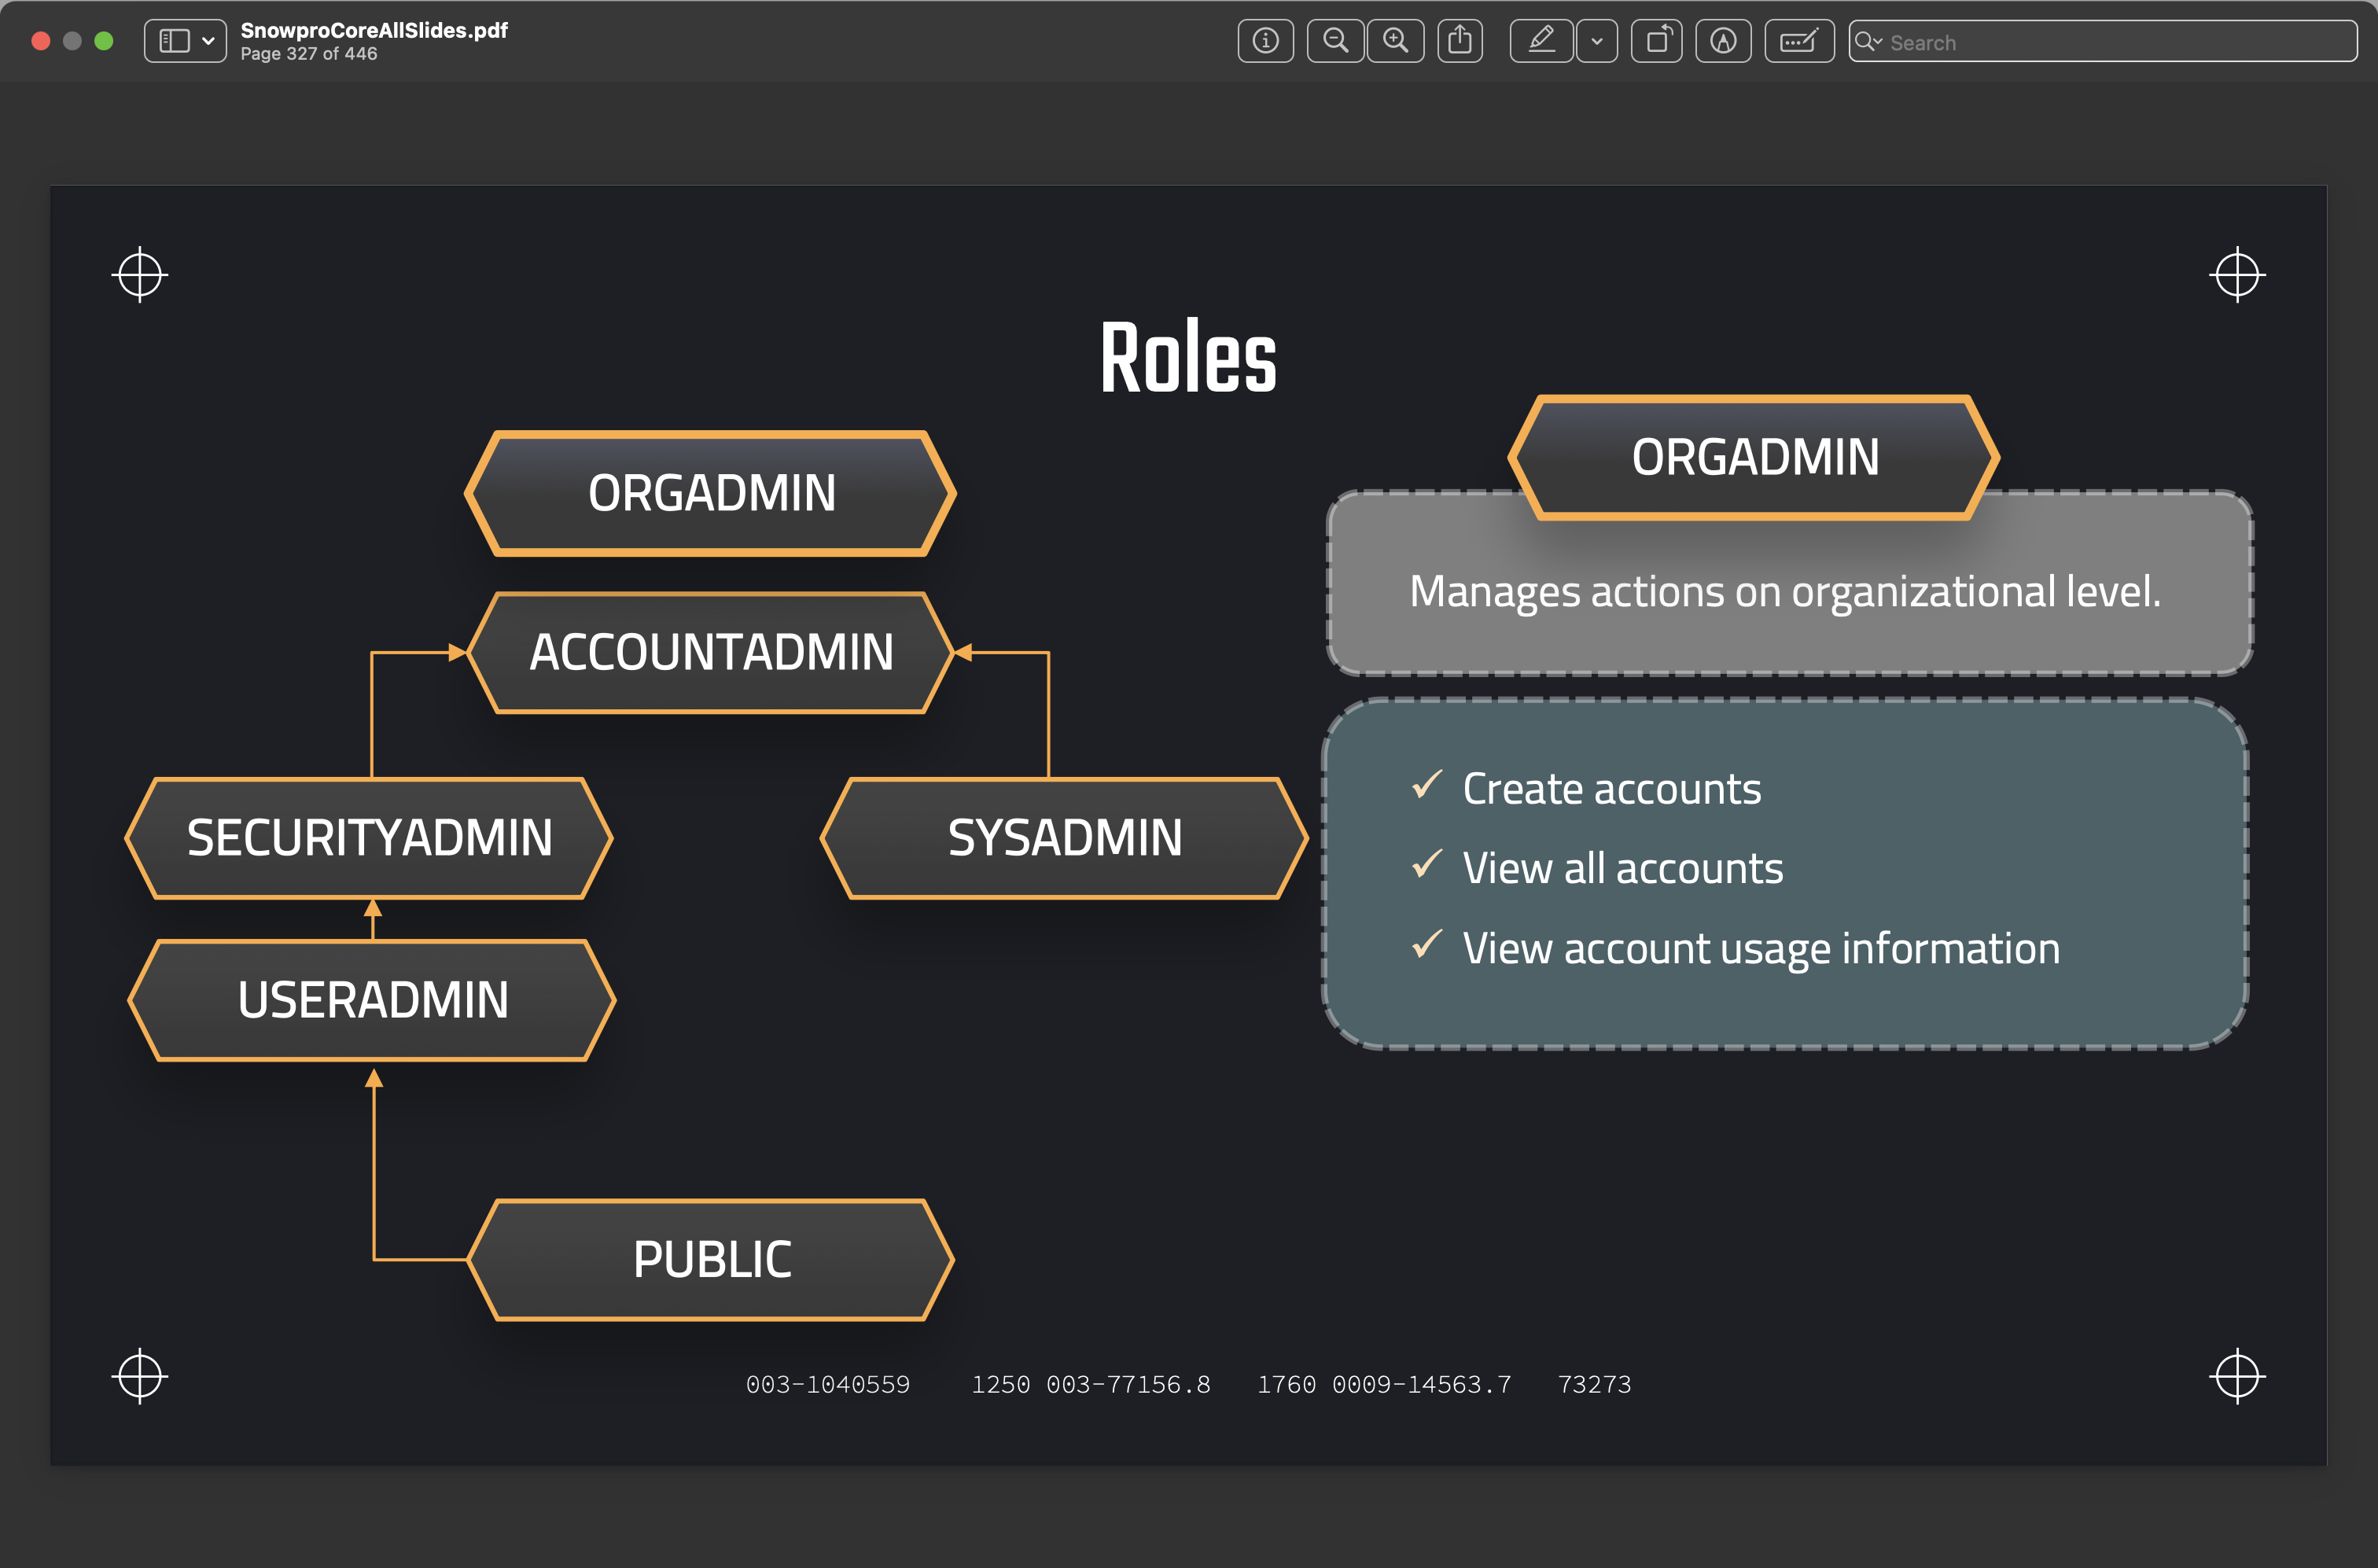 SnowproCoreAllSlides.pdf
Page 327 of 446
Search
Roles
ORGADMIN
ACCOUNTADMIN
SECURITYADMIN
SYSADMIN
USERADMIN
PUBLIC
ORGADMIN
Manages actions on organizational level.
✓ Create accounts
✓ View all accounts
✓ View account usage information
003-1040559 1250 003-77156.8 1760 0009-14563.7 73273